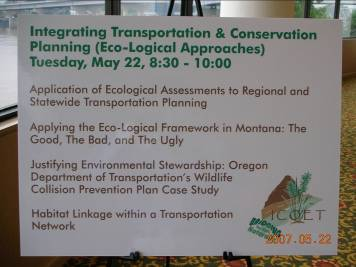 Integrating Transportation & Conservation
Planning (Eco-Logical Approaches)
Tuesday, May 22, 8:30 - 10:00
Application of Ecological Assessments to Regional and
Statewide Transportation Planning
Applying the Eco-Logical Framework in Montana: The
Good, The Bad, and The Ugly
Justifying Environmental Stewardship: Oregon
Department of Transportation's Wildlife
Collision Prevention Plan Case Study
Habitat Linkage within a Transportation
Network
ICOET
2007.05.22